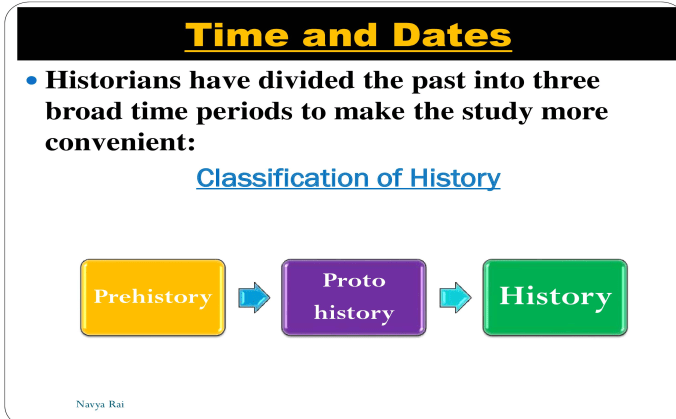 Time and Dates
• Historians have divided the past into three
broad time periods to make the study more
convenient:
Classification of History
Prehistory
Proto
history
History
Navya Rai